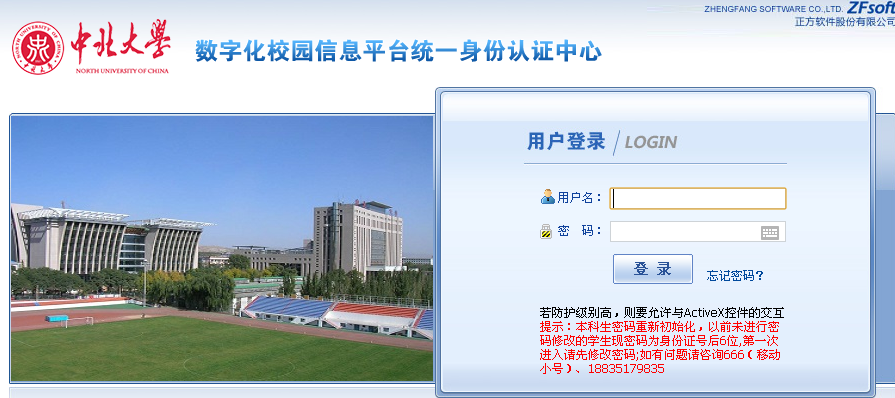 ZHENGFANG SOFTWARE CO.,LTD. ZFsoft
正方软件股份有限公司
中北大学
NORTH UNIVERSITY OF CHINA
数字化校园信息平台统一身份认证中心
用户登录 LOGIN
用户名：
密 码：
登 录 忘记密码？
若防护级别高，则要允许与ActiveX控件的交互
提示：本科生密码重新初始化，以前未进行密
码修改的学生现密码为身份证号后6位,第一次
进入请先修改密码;如有问题请咨询666（移动
小号）、18835179835